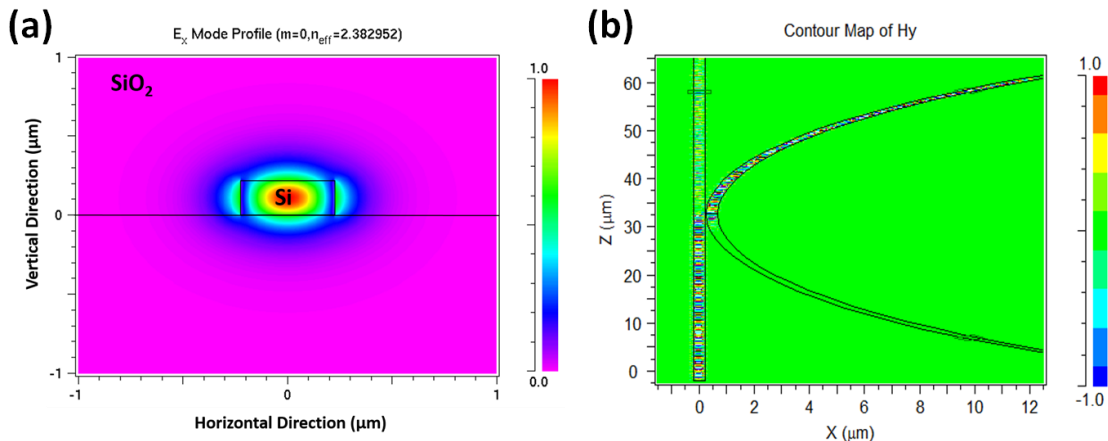 (a)
Eₓ Mode Profile (m=0,n_eff=2.382952)
SiO₂
Si
Vertical Direction (µm)
1
0
-1
-1
0
1
Horizontal Direction (µm)
1.0
0.0
(b)
Contour Map of Hy
Z (µm)
60
50
40
30
20
10
0
0
2
4
6
8
10
12
X (µm)
1.0
-1.0